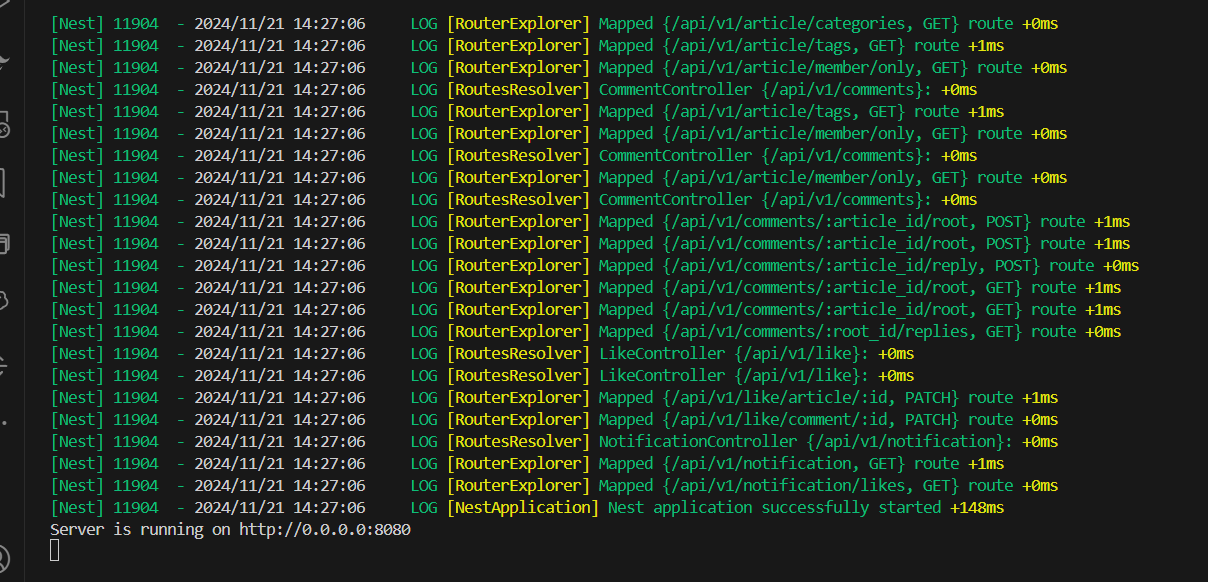 [Nest] 11904  - 2024/11/21 14:27:06     LOG [RouterExplorer] Mapped {/api/v1/article/categories, GET} route +0ms
[Nest] 11904  - 2024/11/21 14:27:06     LOG [RouterExplorer] Mapped {/api/v1/article/tags, GET} route +1ms
[Nest] 11904  - 2024/11/21 14:27:06     LOG [RouterExplorer] Mapped {/api/v1/article/member/only, GET} route +0ms
[Nest] 11904  - 2024/11/21 14:27:06     LOG [RoutesResolver] CommentController {/api/v1/comments}: +0ms
[Nest] 11904  - 2024/11/21 14:27:06     LOG [RouterExplorer] Mapped {/api/v1/article/tags, GET} route +1ms
[Nest] 11904  - 2024/11/21 14:27:06     LOG [RouterExplorer] Mapped {/api/v1/article/member/only, GET} route +0ms
[Nest] 11904  - 2024/11/21 14:27:06     LOG [RoutesResolver] CommentController {/api/v1/comments}: +0ms
[Nest] 11904  - 2024/11/21 14:27:06     LOG [RouterExplorer] Mapped {/api/v1/article/member/only, GET} route +0ms
[Nest] 11904  - 2024/11/21 14:27:06     LOG [RoutesResolver] CommentController {/api/v1/comments}: +0ms
[Nest] 11904  - 2024/11/21 14:27:06     LOG [RouterExplorer] Mapped {/api/v1/comments/:article_id/root, POST} route +1ms
[Nest] 11904  - 2024/11/21 14:27:06     LOG [RouterExplorer] Mapped {/api/v1/comments/:article_id/root, POST} route +1ms
[Nest] 11904  - 2024/11/21 14:27:06     LOG [RouterExplorer] Mapped {/api/v1/comments/:article_id/reply, POST} route +0ms
[Nest] 11904  - 2024/11/21 14:27:06     LOG [RouterExplorer] Mapped {/api/v1/comments/:article_id/root, GET} route +1ms
[Nest] 11904  - 2024/11/21 14:27:06     LOG [RouterExplorer] Mapped {/api/v1/comments/:article_id/root, GET} route +1ms
[Nest] 11904  - 2024/11/21 14:27:06     LOG [RouterExplorer] Mapped {/api/v1/comments/:root_id/replies, GET} route +0ms
[Nest] 11904  - 2024/11/21 14:27:06     LOG [RoutesResolver] LikeController {/api/v1/like}: +0ms
[Nest] 11904  - 2024/11/21 14:27:06     LOG [RoutesResolver] LikeController {/api/v1/like}: +0ms
[Nest] 11904  - 2024/11/21 14:27:06     LOG [RouterExplorer] Mapped {/api/v1/like/article/:id, PATCH} route +1ms
[Nest] 11904  - 2024/11/21 14:27:06     LOG [RouterExplorer] Mapped {/api/v1/like/comment/:id, PATCH} route +0ms
[Nest] 11904  - 2024/11/21 14:27:06     LOG [RoutesResolver] NotificationController {/api/v1/notification}: +0ms
[Nest] 11904  - 2024/11/21 14:27:06     LOG [RouterExplorer] Mapped {/api/v1/notification, GET} route +1ms
[Nest] 11904  - 2024/11/21 14:27:06     LOG [RouterExplorer] Mapped {/api/v1/notification/likes, GET} route +0ms
[Nest] 11904  - 2024/11/21 14:27:06     LOG [NestApplication] Nest application successfully started +148ms
Server is running on http://0.0.0.0:8080